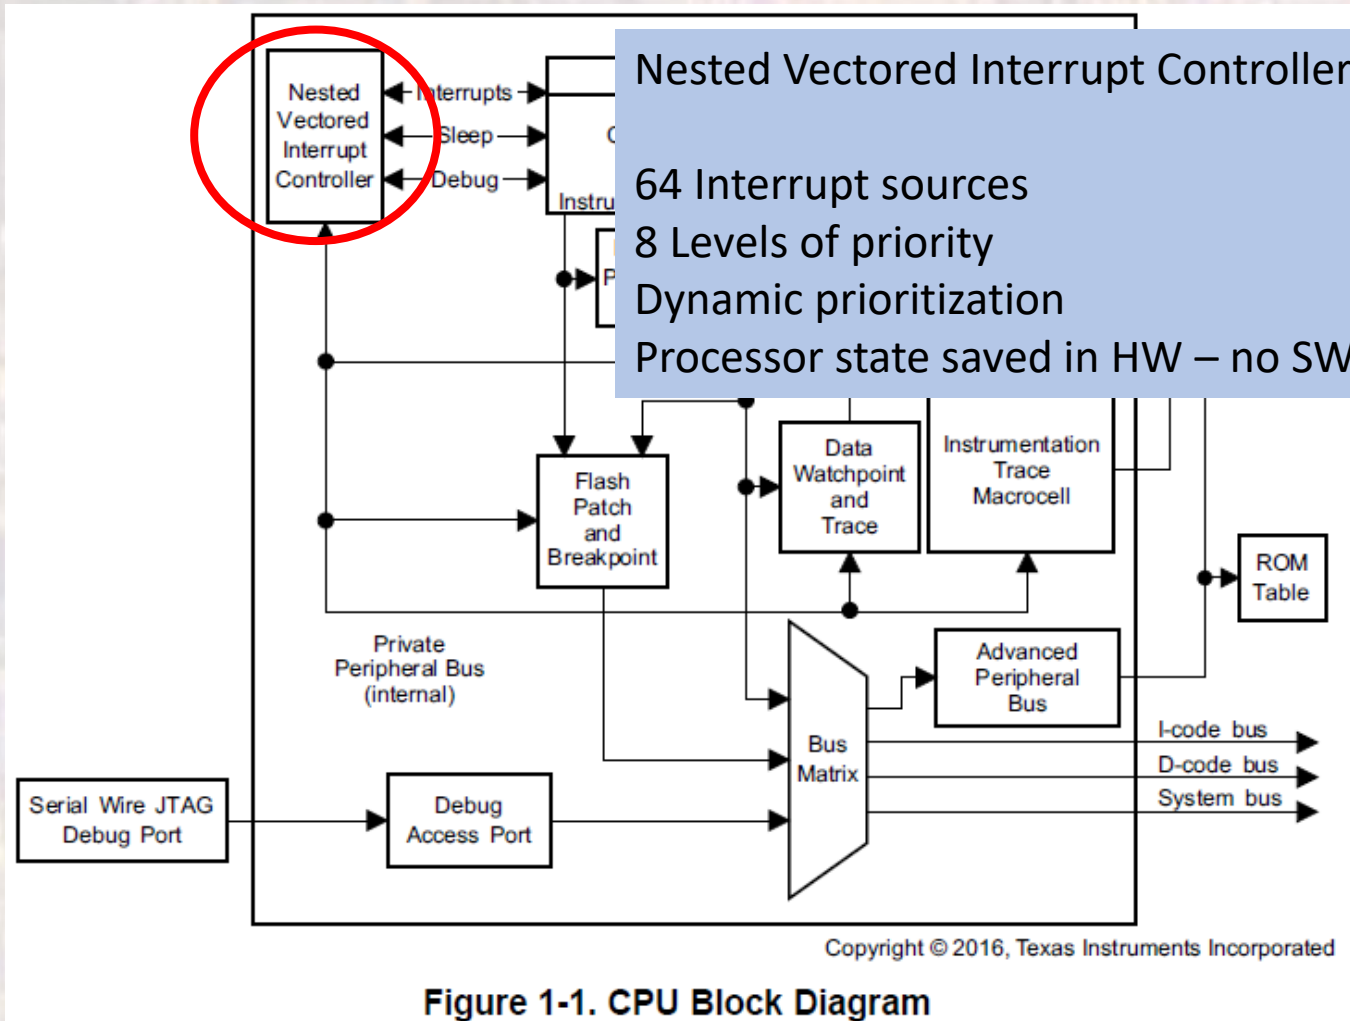 Nested Vectored Interrupt Controller
64 Interrupt sources
8 Levels of priority
Dynamic prioritization
Processor state saved in HW – no SW
Nested
Vectored
Interrupt
Controller
Interrupts
Sleep
Debug
Flash
Patch
and
Breakpoint
Data
Watchpoint
and
Trace
Instrumentation
Trace
Macrocell
ROM
Table
Private
Peripheral Bus
(internal)
Advanced
Peripheral
Bus
Bus
Matrix
I-code bus
D-code bus
System bus
Serial Wire JTAG
Debug Port
Debug
Access Port
Copyright © 2016, Texas Instruments Incorporated
Figure 1-1. CPU Block Diagram